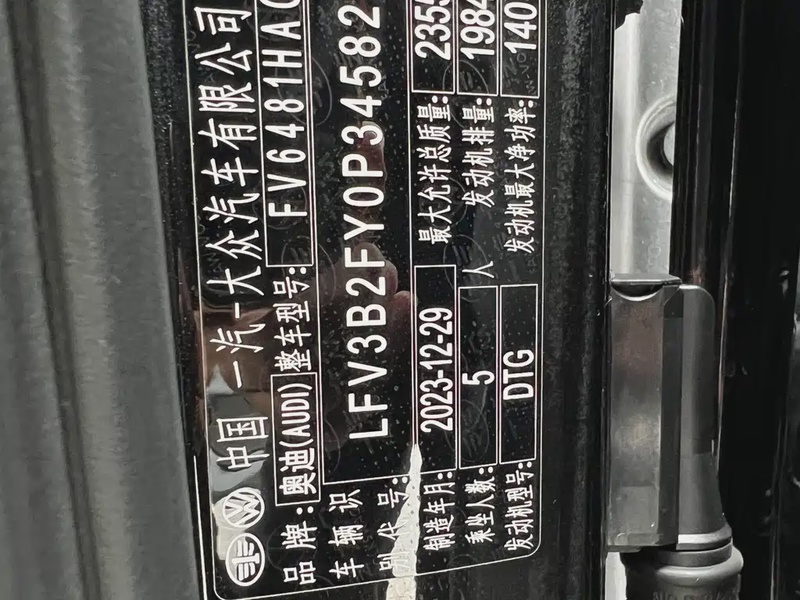 中国 一汽-大众汽车有限公司
品牌: 奥迪(AUDI) 整车型号: FV6481HAC
车辆识别代号: LFV3B2FY0P34582
制造年月: 2023-12-29 最大允许总质量: 2355
乘坐人数: 5 人 发动机排量: 1984
发动机型号: DTG 发动机最大净功率: 140